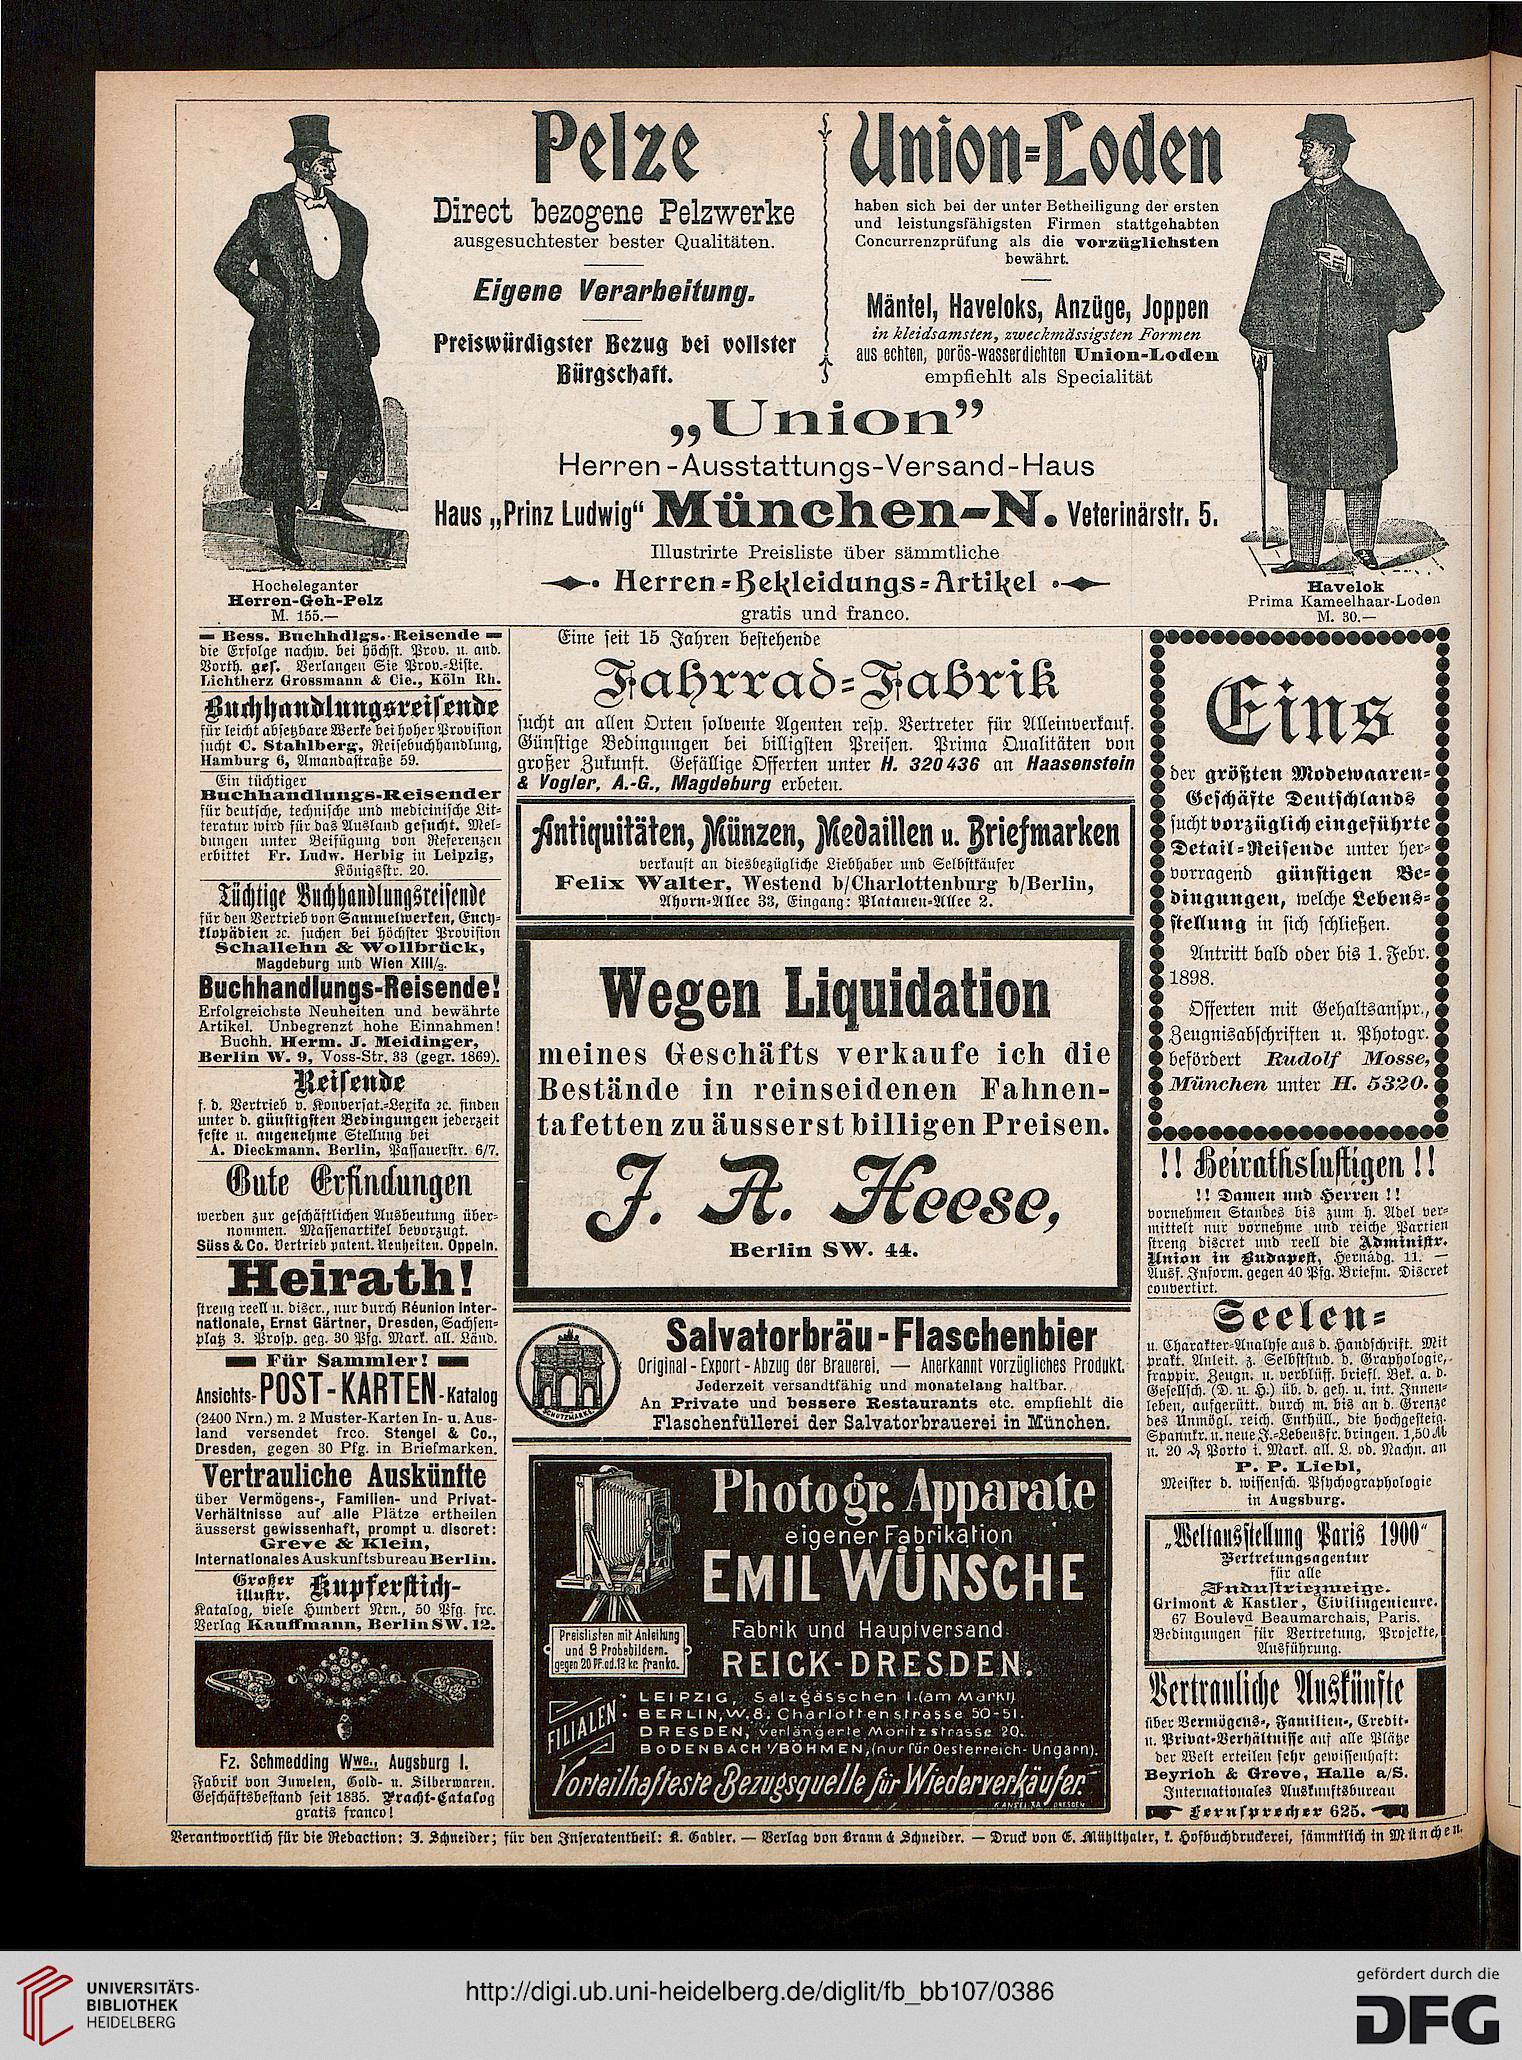 Pelze
Direct bezogene Pelzwerke
ausgesuchtester bester Qualitäten.
Eigene Verarbeitung.
Preiswürdigster Bezug bei vollster
Bürgschaft.
Union-Loden
haben sich bei der unter Betheiligung der ersten
und leistungsfähigsten Firmen stattgehabten
Concurrenzprüfung als die vorzüglichsten
bewährt.
Mäntel, Haveloks, Anzüge, Joppen
in kleidsamsten, zweckmässigsten Formen
aus echten, porös-wasserdichten Union-Loden
empfiehlt als Specialität
„Union”
Herren-Ausstattungs-Versand-Haus
Haus „Prinz Ludwig“ München-N. Veterinärstr. 5.
Illustrirte Preisliste über sämmtliche
Herren-Bekleidungs-Artikel
gratis und franco.
Hocheleganter
Herren-Geh-Pelz
M. 155.—
Havelok
Prima Kameelhaar-Loden
M. 30.—
Bess. Buchhdlgs.-Reisende
die Erfolge nachw. bei höchst. Prov. u. and.
Vorth. ges. Verlangen Sie Prov.-Liste.
Lichtherz Grossmann & Cie., Köln Rh.
Buchhandlungsreisende
für leicht absetzbare Werke bei hoher Provision
sucht C. Stahlberg, Reisebuchhandlung,
Hamburg 6, Amandastraße 59.
Ein tüchtiger
Buchhandlungs-Reisender
für deutsche, technische und medicinische Lit-
teratur wird für das Ausland gesucht. Mel-
dungen unter Beifügung von Referenzen
erbittet Fr. Ludw. Herbig in Leipzig,
Königsstr. 20.
Tüchtige Buchhandlungsreisende
für den Vertrieb von Sammelwerken, Ency-
klopädien ꝛc. suchen bei höchster Provision
Schallehn & Wollbrück,
Magdeburg und Wien XIII/2.
Buchhandlungs-Reisende!
Erfolgreichste Neuheiten und bewährte
Artikel. Unbegrenzt hohe Einnahmen!
Buchh. Herm. J. Meidinger,
Berlin W. 9, Voss-Str. 33 (gegr. 1869).
Reisende
f. d. Vertrieb v. Konversat.-Lexika ꝛc. finden
unter d. günstigsten Bedingungen jederzeit
feste u. angenehme Stellung bei
A. Dieckmann, Berlin, Passauerstr. 6/7.
Gute Erfindungen
werden zur geschäftlichen Ausbeutung über-
nommen. Massenartikel bevorzugt.
Süss & Co. Vertrieb patent. Neuheiten. Oppeln.
Heirath!
streng reell u. discr., nur durch Réunion Inter-
nationale, Ernst Gärtner, Dresden, Sachsen-
platz 3. Prosp. geg. 30 Pfg. Mark. all. Länd.
Für Sammler!
Ansichts-POST-KARTEN-Katalog
(2400 Nrn.) m. 2 Muster-Karten In- u. Aus-
land versendet frco. Stengel & Co.,
Dresden, gegen 30 Pfg. in Briefmarken.
Vertrauliche Auskünfte
über Vermögens-, Familien- und Privat-
Verhältnisse auf alle Plätze ertheilen
äusserst gewissenhaft, prompt u. discret:
Greve & Klein,
Internationales Auskunftsbureau Berlin.
Großer illustr. Kupferstich-
Katalog, viele Hundert Nrn., 50 Pfg. frc.
Verlag Kauffmann, Berlin SW. 12.
Fz. Schmedding Wwe., Augsburg I.
Fabrik von Juwelen, Gold- u. Silberwaren.
Geschäftsbestand seit 1835. Pracht-Catalog
gratis franco!
Eine seit 15 Jahren bestehende
Fahrrad-Fabrik
sucht an allen Orten solvente Agenten resp. Vertreter für Alleinverkauf.
Günstige Bedingungen bei billigsten Preisen. Prima Qualitäten von
großer Zukunft. Gefällige Offerten unter H. 320436 an Haasenstein
& Vogler, A.-G., Magdeburg erbeten.
Antiquitäten, Münzen, Medaillen u. Briefmarken
verkauft an diesbezügliche Liebhaber und Selbstkäufer
Felix Walter, Westend b/Charlottenburg b/Berlin,
Ahorn-Allee 33, Eingang: Platanen-Allee 2.
Wegen Liquidation
meines Geschäfts verkaufe ich die
Bestände in reinseidenen Fahnen-
tafetten zu äusserst billigen Preisen.
J. A. Heese,
Berlin SW. 44.
SCHUTZMARKE
Salvatorbräu-Flaschenbier
Original-Export-Abzug der Brauerei. — Anerkannt vorzügliches Produkt.
Jederzeit versandtfähig und monatelang haltbar.
An Private und bessere Restaurants etc. empfiehlt die
Flaschenfüllerei der Salvatorbrauerei in München.
Photogr. Apparate
eigener Fabrikation
EMIL WÜNSCHE
Fabrik und Hauptversand
REICK-DRESDEN.
Preislisten mit Anleitung
und 8 Probebildern.
gegen 20 Pf. od. 13 kr. franko.
FILIALEN
LEIPZIG, Salzgässchen 1.(am Markt)
BERLIN, W. 8. Charlottenstrasse 50-51.
DRESDEN, verlängerte Moritzstrasse 20.
BODENBACH i/BÖHMEN, (nur für Oesterreich-Ungarn).
Vorteilhafteste Bezugsquelle für Wiederverkäufer.
Eins
der größten Modewaaren-
Geschäfte Deutschlands
sucht vorzüglich eingeführte
Detail-Reisende unter her-
vorragend günstigen Be-
dingungen, welche Lebens-
stellung in sich schließen.
Antritt bald oder bis 1. Febr.
1898.
Offerten mit Gehaltsanspr.,
Zeugnisabschriften u. Photogr.
befördert Rudolf Mosse,
München unter H. 5320.
!! Heirathslustigen !!
!! Damen und Herren !!
vornehmen Standes bis zum h. Adel ver-
mittelt nur vornehme und reiche Partien
streng discret und reell die Administr.
Union in Budapest, Hernádg. 11. —
Ausf. Inform. gegen 40 Pfg. Briefm. Discret
couvertirt.
Seelen-
u. Charakter-Analyse aus d. Handschrift. Mit
prakt. Anleit. z. Selbststud. d. Graphologie,
frappir. Zeugn. u. verblüff. briefl. Bek. a. d.
Gesellsch. (D. u. H.) üb. d. geh. u. int. Innen-
leben, aufgerütt. durch m. bis an d. Grenze
des Unmögl. reich. Enthüll., die hochgesteig.
Spannkr. u. neue J.-Lebensfr. bringen. 1,50 M
u. 20 ₰ Porto i. Mark. all. L. od. Nachn. an
P. P. Liebl,
Meister d. wissensch. Psychographologie
in Augsburg.
„Weltausstellung Paris 1900“
Vertretungsagentur
für alle
Industriezweige.
Grimont & Kastler, Civilingenieure.
67 Boulevd Beaumarchais, Paris.
Bedingungen für Vertretung, Projekte,
Ausführung.
Vertrauliche Auskünfte
über Vermögens-, Familien-, Credit-
u. Privat-Verhältnisse auf alle Plätze
der Welt erteilen sehr gewissenhaft:
Beyrich & Greve, Halle a/S.
Internationales Auskunftsbureau
Fernsprecher 625.
Verantwortlich für die Redaction: J. Schneider; für den Inseratentheil: K. Gabler. — Verlag von Braun & Schneider. — Druck von E. Mühlthaler, k. Hofbuchdruckerei, sämmtlich in München.
UNIVERSITÄTS-
BIBLIOTHEK
HEIDELBERG
http://digi.ub.uni-heidelberg.de/diglit/fb_bb107/0386
gefördert durch die
DFG